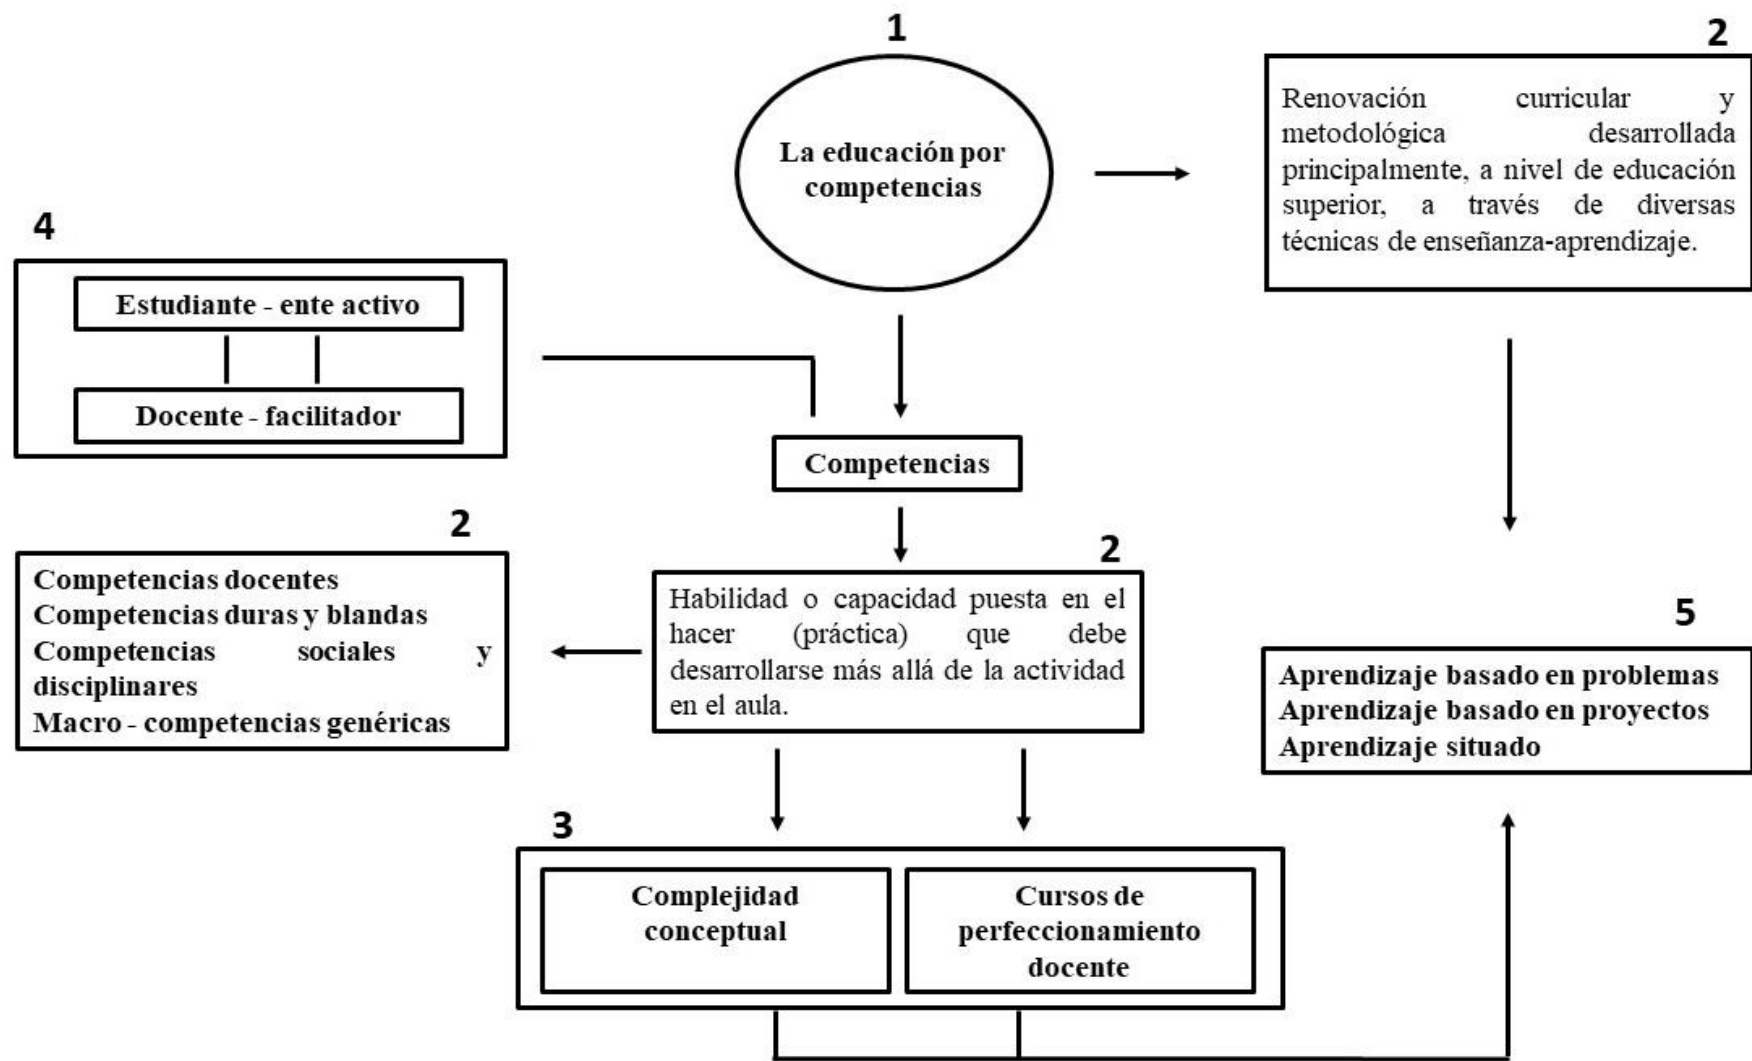 1
La educación por
competencias
2
Renovación curricular y
metodológica desarrollada
principalmente, a nivel de educación
superior, a través de diversas
técnicas de enseñanza-aprendizaje.
4
Estudiante - ente activo
Docente - facilitador
Competencias
2
Competencias docentes
Competencias duras y blandas
Competencias sociales y
disciplinares
Macro - competencias genéricas
2
Habilidad o capacidad puesta en el
hacer (práctica) que debe
desarrollarse más allá de la actividad
en el aula.
5
Aprendizaje basado en problemas
Aprendizaje basado en proyectos
Aprendizaje situado
3
Complejidad
conceptual
Cursos de
perfeccionamiento
docente